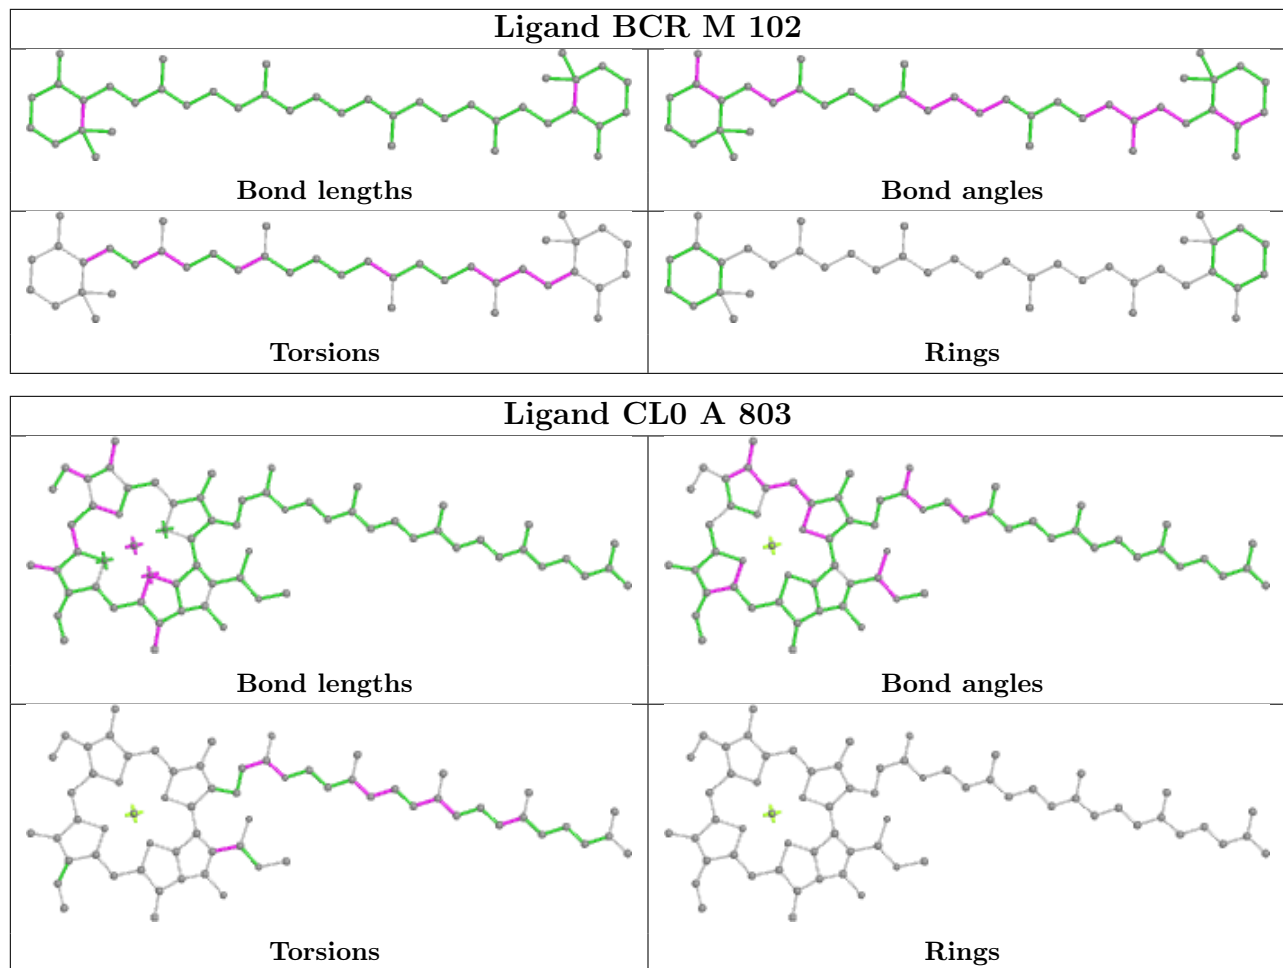 Ligand BCR M 102
Bond lengths
Bond angles
Torsions
Rings
Ligand CL0 A 803
Bond lengths
Bond angles
Torsions
Rings